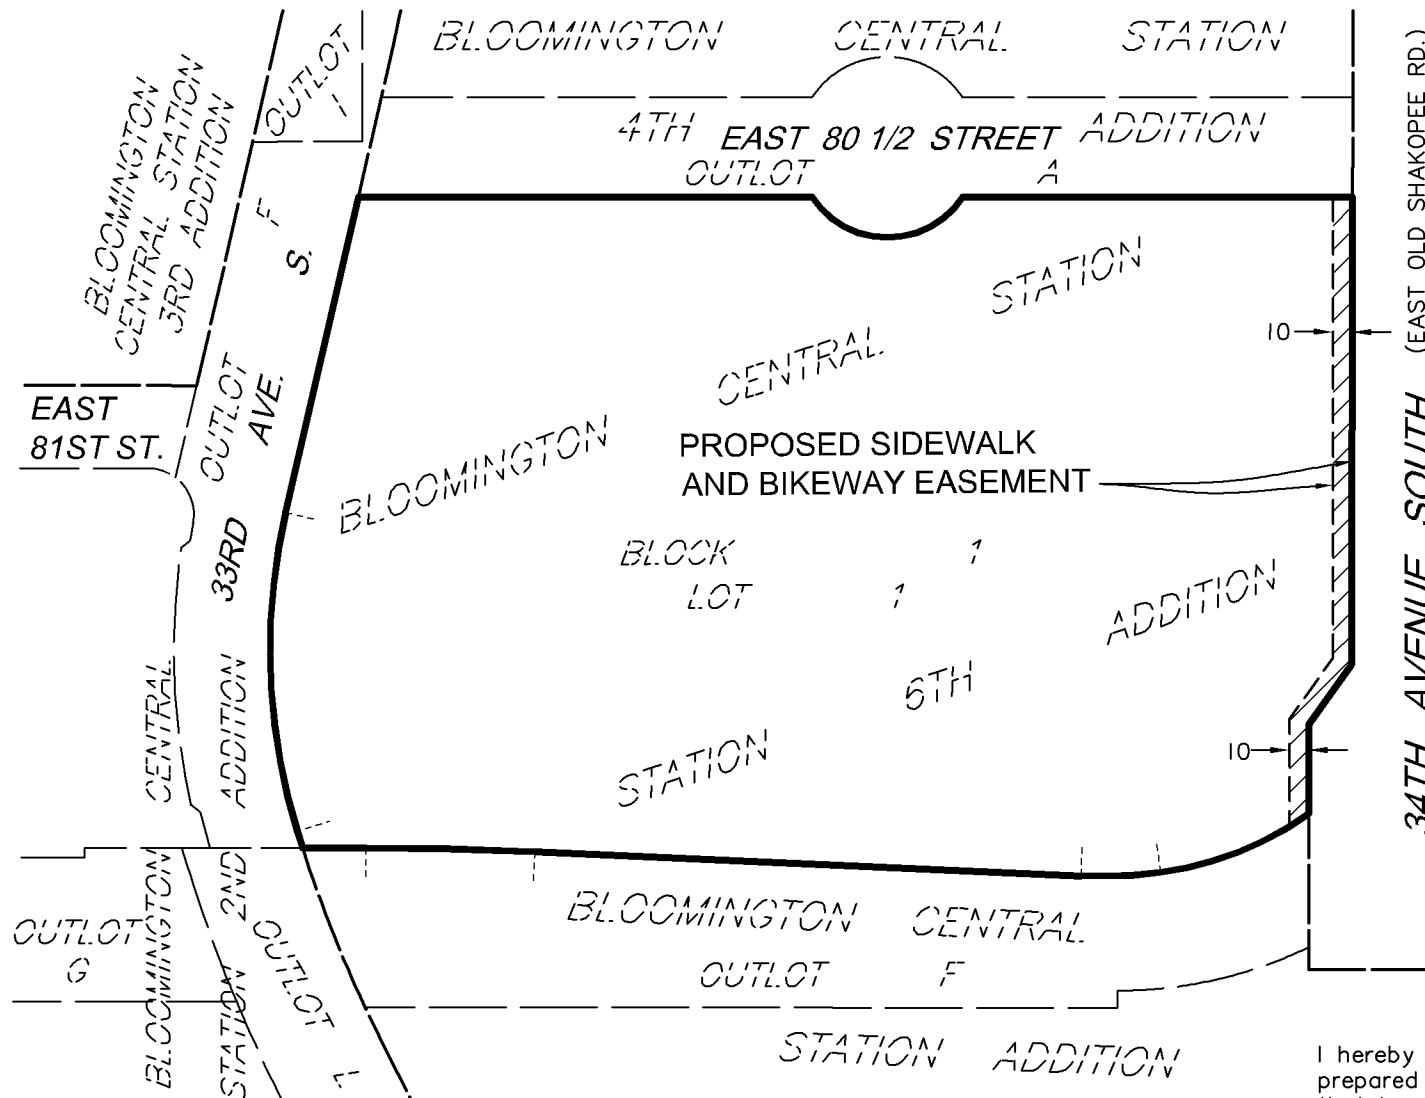 BLOOMINGTON CENTRAL STATION
4TH ADDITION
EAST 80 1/2 STREET
OUTLOT A
OUTLOT I
BLOOMINGTON
CENTRAL STATION
3RD ADDITION
OUTLOT F
33RD AVE. S.
EAST
81ST ST.
BLOOMINGTON CENTRAL STATION
10
PROPOSED SIDEWALK
AND BIKEWAY EASEMENT
BLOCK 1
LOT 1
STATION 6TH ADDITION
10
34TH AVENUE SOUTH (EAST OLD SHAKOPEE RD.)
BLOOMINGTON CENTRAL
STATION 2ND ADDITION
OUTLOT
G
OUTLOT L
BLOOMINGTON CENTRAL
OUTLOT F
STATION ADDITION
I hereby
prepared